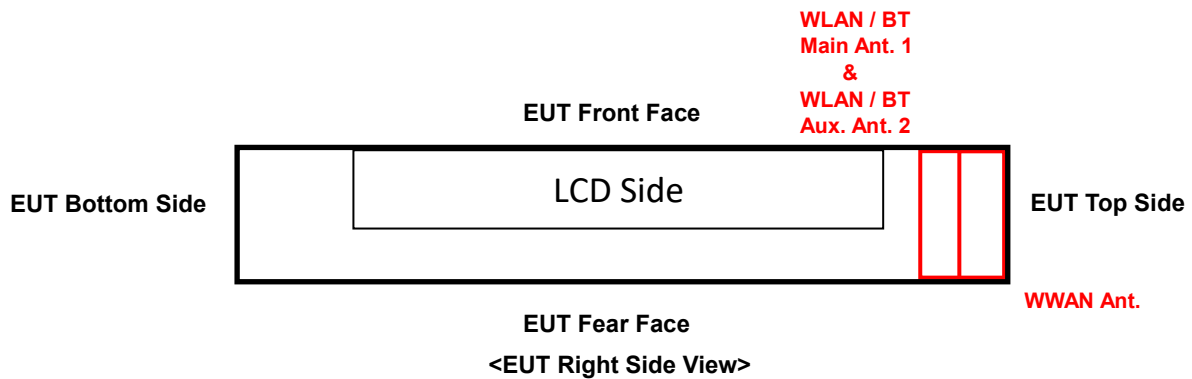 WLAN / BT
Main Ant. 1
&
WLAN / BT
Aux. Ant. 2
EUT Front Face
LCD Side
EUT Bottom Side
EUT Top Side
WWAN Ant.
EUT Fear Face
<EUT Right Side View>